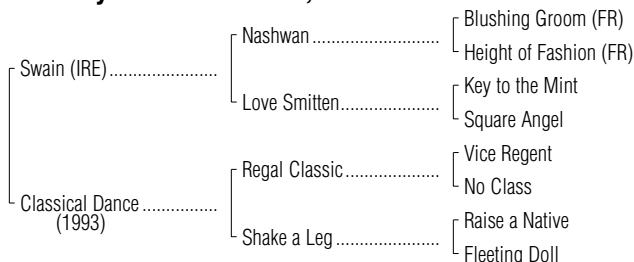 Blushing Groom (FR)
Nashwan
Height of Fashion (FR)
Swain (IRE)
Key to the Mint
Love Smitten
Square Angel
Vice Regent
Regal Classic
No Class
Classical Dance
(1993)
Raise a Native
Shake a Leg
Fleeting Doll